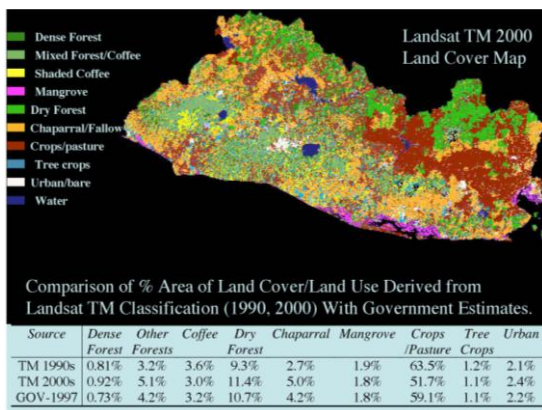 Landsat TM 2000
Land Cover Map
Dense Forest
Mixed Forest/Coffee
Shaded Coffee
Mangrove
Dry Forest
Chaparral/Fallow
Crops/pasture
Tree crops
Urban/bare
Water
Comparison of % Area of Land Cover/Land Use Derived from
Landsat TM Classification (1990, 2000) With Government Estimates.
Source Dense Forest Other Forests Coffee Dry Forest Chaparral Mangrove Crops /Pasture Tree Crops Urban
TM 1990s 0.81% 3.2% 3.6% 9.3% 2.7% 1.9% 63.5% 1.2% 2.1%
TM 2000s 0.92% 5.1% 3.0% 11.4% 5.0% 1.8% 51.7% 1.1% 2.4%
GOV-1997 0.73% 4.2% 3.2% 10.7% 4.2% 1.8% 59.1% 1.1% 2.2%